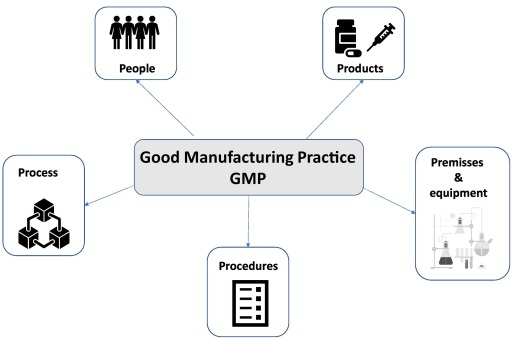 People
Products
Good Manufacturing Practice
GMP
Process
Premisses
&
equipment
Procedures